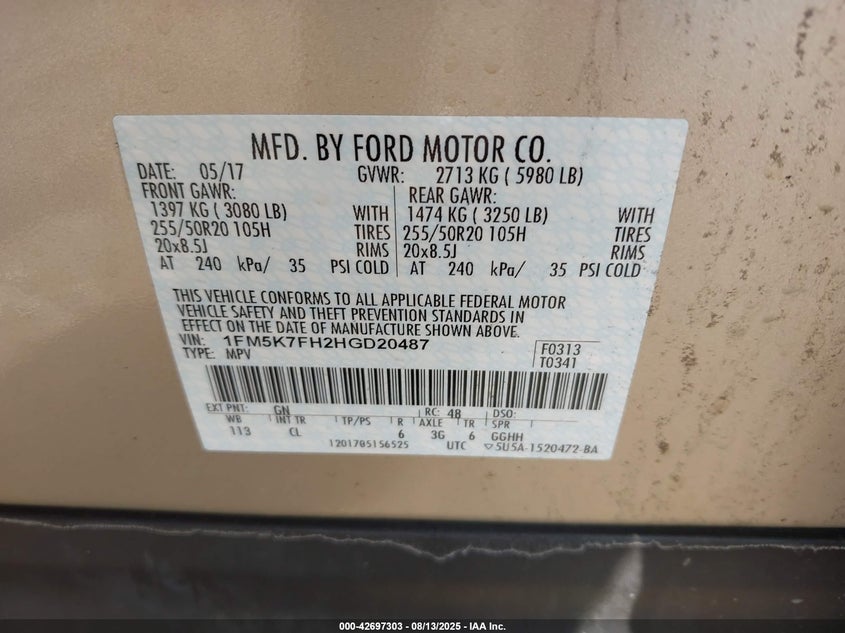 MFD. BY FORD MOTOR CO.
DATE: 05/17 GVWR: 2713 KG ( 5980 LB)
FRONT GAWR: REAR GAWR:
1397 KG ( 3080 LB) WITH 1474 KG ( 3250 LB) WITH
255/50R20 105H TIRES 255/50R20 105H TIRES
20x8.5J RIMS 20x8.5J RIMS
AT 240 kPa/ 35 PSI COLD AT 240 kPa/ 35 PSI COLD
THIS VEHICLE CONFORMS TO ALL APPLICABLE FEDERAL MOTOR
VEHICLE SAFETY AND THEFT PREVENTION STANDARDS IN
EFFECT ON THE DATE OF MANUFACTURE SHOWN ABOVE.
VIN: 1FM5K7FH2HGD20487 F0313
TYPE: MPV T0341
EXT PNT: GN RC: 48 DSO:
WB INT TR TP/PS R AXLE TR SPR
113 CL 6 3G 6 GGHH
1201705156525 UTC ▽5U5A-1520472-BA
000-42697303 — 08/13/2025 — IAA Inc.